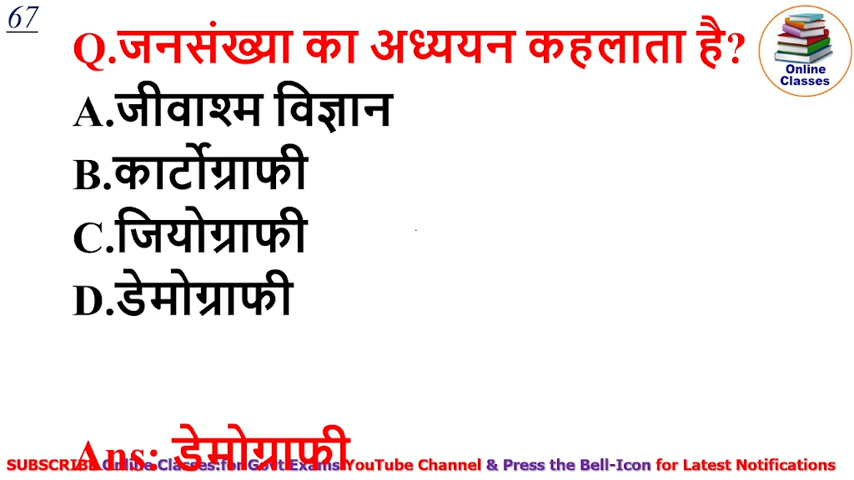 67
Q.जनसंख्या का अध्ययन कहलाता है?
Online
Classes
A.जीवाश्म विज्ञान
B.कार्टोग्राफी
C.जियोग्राफी
D.डेमोग्राफी
Ans: डेमोग्राफी
SUBSCRIBE Online Classes for Govt Exams YouTube Channel & Press the Bell-Icon for Latest Notifications